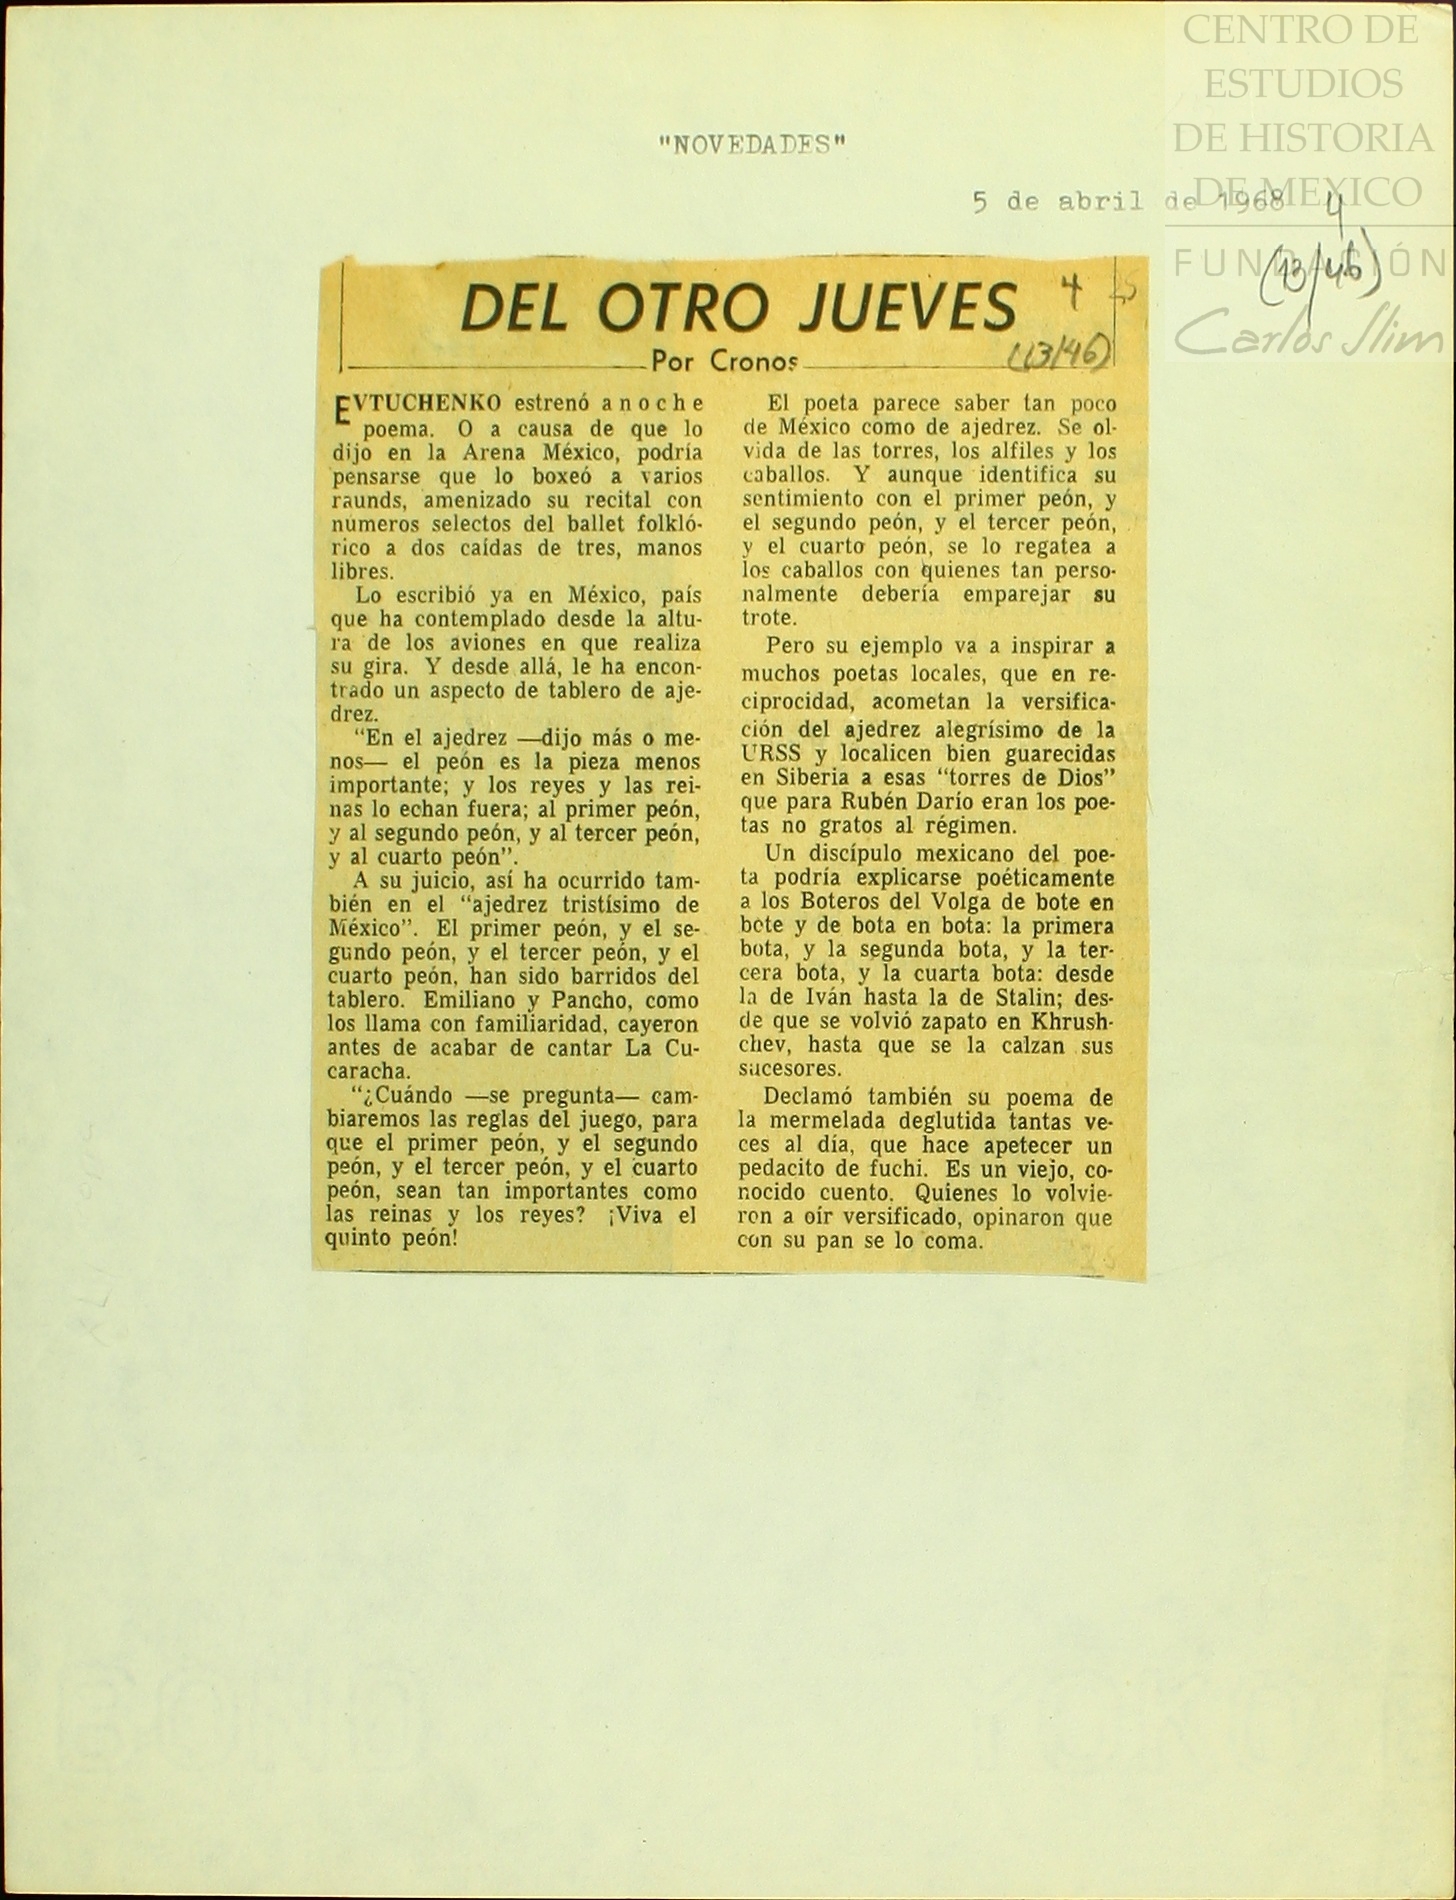 CENTRO DE
ESTUDIOS
DE HISTORIA
DE MEXICO
FUNDACIÓN
Carlos Slim
"NOVEDADES"
5 de abril de 1968
4
(13/46)
DEL OTRO JUEVES
4
Por Cronos
(13/46)
EVTUCHENKO estrenó anoche
poema. O a causa de que lo
dijo en la Arena México, podría
pensarse que lo boxeó a varios
raunds, amenizado su recital con
números selectos del ballet folkló-
rico a dos caídas de tres, manos
libres.
Lo escribió ya en México, país
que ha contemplado desde la altu-
ra de los aviones en que realiza
su gira. Y desde allá, le ha encon-
trado un aspecto de tablero de aje-
drez.
"En el ajedrez —dijo más o me-
nos— el peón es la pieza menos
importante; y los reyes y las rei-
nas lo echan fuera; al primer peón,
y al segundo peón, y al tercer peón,
y al cuarto peón".
A su juicio, así ha ocurrido tam-
bién en el "ajedrez tristísimo de
México". El primer peón, y el se-
gundo peón, y el tercer peón, y el
cuarto peón, han sido barridos del
tablero. Emiliano y Pancho, como
los llama con familiaridad, cayeron
antes de acabar de cantar La Cu-
caracha.
"¿Cuándo —se pregunta— cam-
biaremos las reglas del juego, para
que el primer peón, y el segundo
peón, y el tercer peón, y el cuarto
peón, sean tan importantes como
las reinas y los reyes? ¡Viva el
quinto peón!
El poeta parece saber tan poco
de México como de ajedrez. Se ol-
vida de las torres, los alfiles y los
caballos. Y aunque identifica su
sentimiento con el primer peón, y
el segundo peón, y el tercer peón,
y el cuarto peón, se lo regatea a
los caballos con quienes tan perso-
nalmente debería emparejar su
trote.
Pero su ejemplo va a inspirar a
muchos poetas locales, que en re-
ciprocidad, acometan la versifica-
ción del ajedrez alegrísimo de la
URSS y localicen bien guarecidas
en Siberia a esas "torres de Dios"
que para Rubén Darío eran los poe-
tas no gratos al régimen.
Un discípulo mexicano del poe-
ta podría explicarse poéticamente
a los Boteros del Volga de bote en
bote y de bota en bota: la primera
bota, y la segunda bota, y la ter-
cera bota, y la cuarta bota: desde
la de Iván hasta la de Stalin; des-
de que se volvió zapato en Khrush-
chev, hasta que se la calzan sus
sucesores.
Declamó también su poema de
la mermelada deglutida tantas ve-
ces al día, que hace apetecer un
pedacito de fuchi. Es un viejo, co-
nocido cuento. Quienes lo volvie-
ron a oír versificado, opinaron que
con su pan se lo coma.